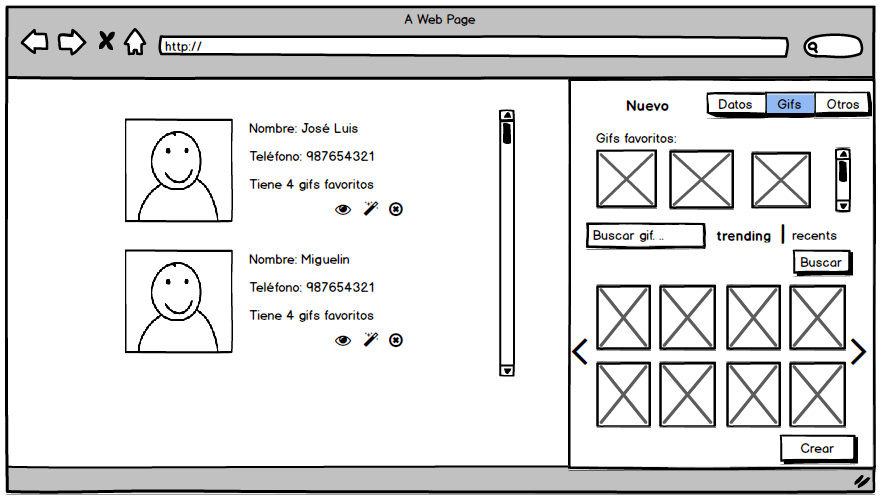 A Web Page
http://
Nombre: José Luis
Teléfono: 987654321
Tiene 4 gifs favoritos
Nombre: Miguelin
Teléfono: 987654321
Tiene 4 gifs favoritos
Nuevo
Datos Gifs Otros
Gifs favoritos:
Buscar gif... trending | recents
Buscar
Crear